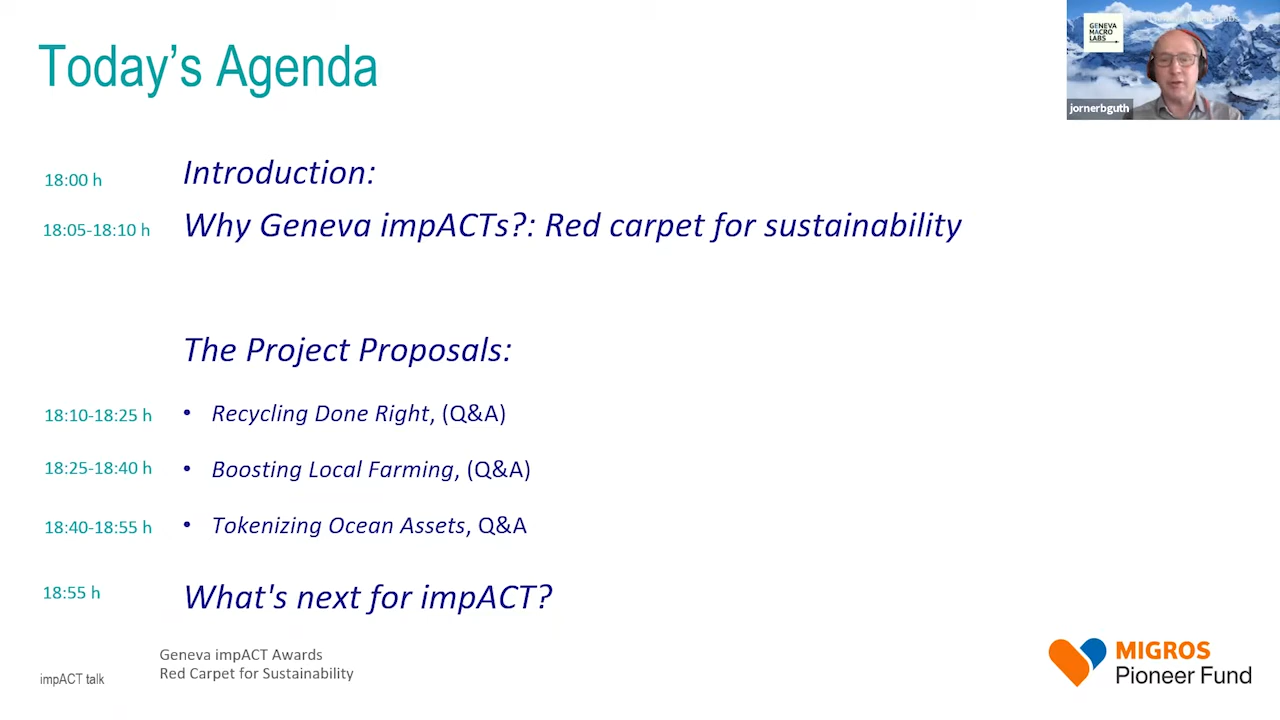 Today's Agenda
GENEVA
MACRO
LABS
jornerbguth
18:00 h
Introduction:
18:05-18:10 h
Why Geneva impACTs?: Red carpet for sustainability
The Project Proposals:
18:10-18:25 h
• Recycling Done Right, (Q&A)
18:25-18:40 h
• Boosting Local Farming, (Q&A)
18:40-18:55 h
• Tokenizing Ocean Assets, Q&A
18:55 h
What's next for impACT?
Geneva impACT Awards
Red Carpet for Sustainability
impACT talk
MIGROS
Pioneer Fund